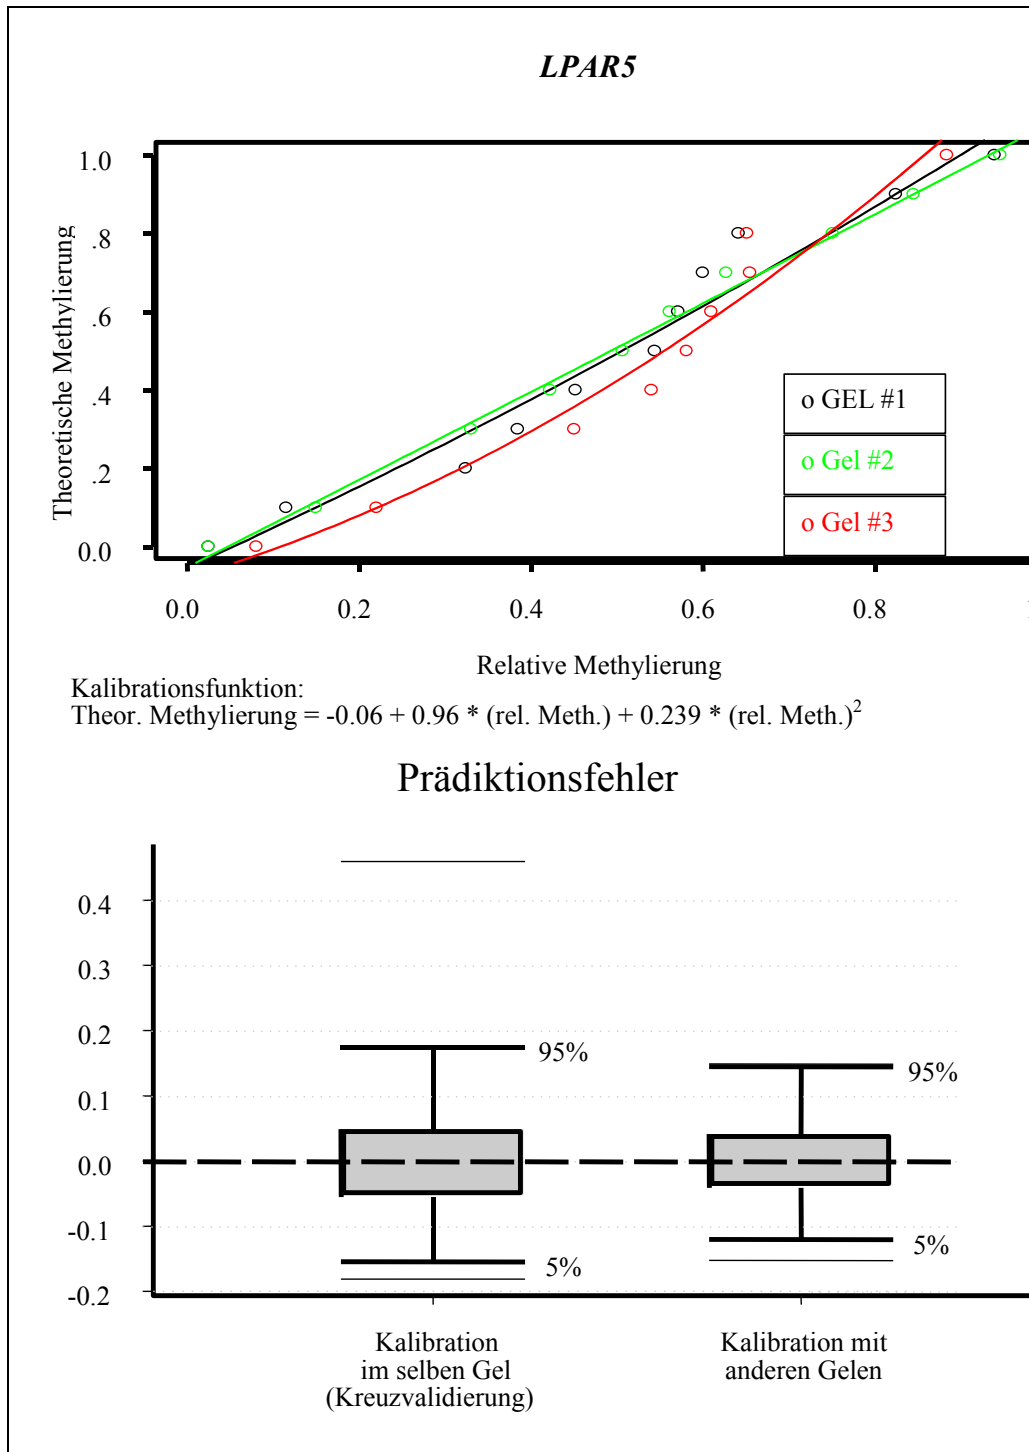 LPAR5
Theoretische Methylierung
1.0
.8
.6
.4
.2
0.0
o GEL #1
o Gel #2
o Gel #3
0.0 0.2 0.4 0.6 0.8
Relative Methylierung
Kalibrationsfunktion:
Theor. Methylierung = -0.06 + 0.96 * (rel. Meth.) + 0.239 * (rel. Meth.)²
Prädiktionsfehler
0.4
0.3
0.2
0.1
0.0
-0.1
-0.2
95%
5%
95%
5%
Kalibration
im selben Gel
(Kreuzvalidierung)
Kalibration mit
anderen Gelen